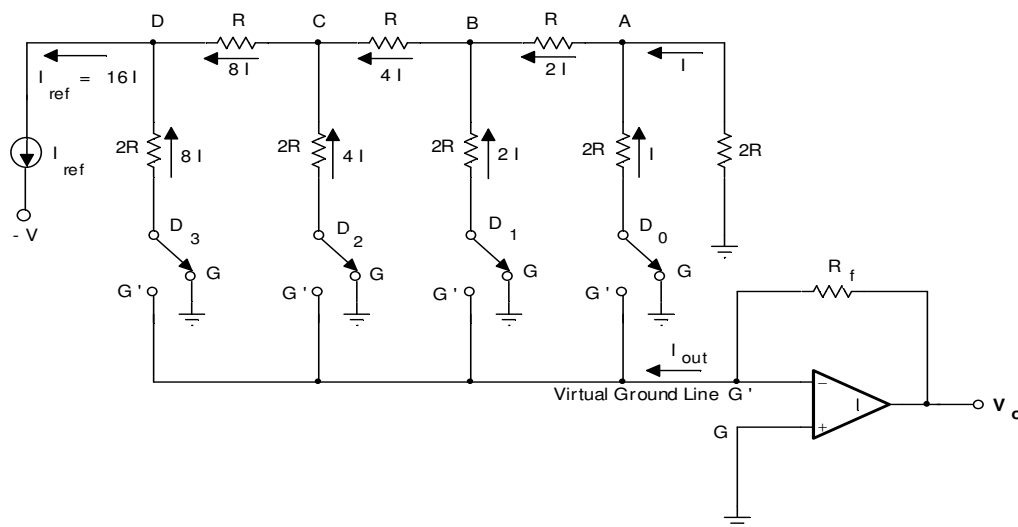 D R C R B R A
8 I 4 I 2 I I
I ref = 16 I
2R 8 I 2R 4 I 2R 2 I 2R I 2R
I ref
- V
D 3 D 2 D 1 D 0
G G G G
G ' G ' G ' G '
R f
I out
Virtual Ground Line G '
−
I
+
G
V o